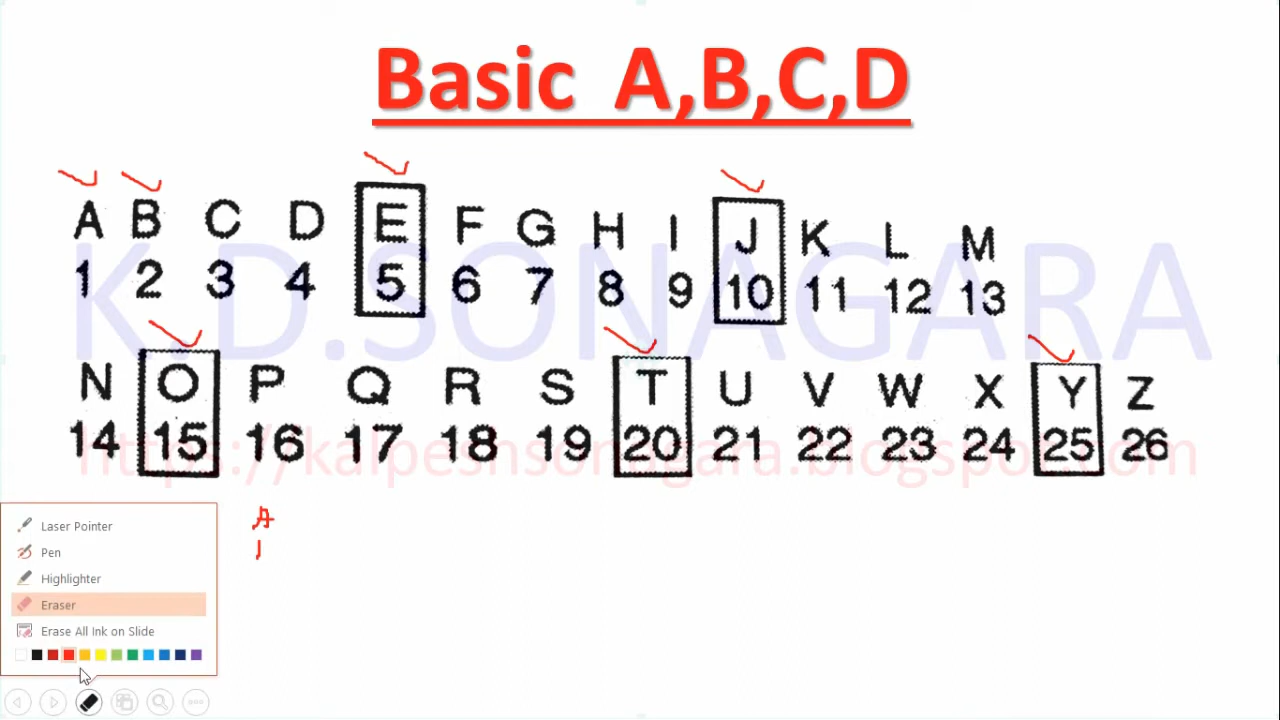 Basic A,B,C,D
A B C D E F G H I J K L M
1 2 3 4 5 6 7 8 9 10 11 12 13
K.D.SONAGARA
N O P Q R S T U V W X Y Z
14 15 16 17 18 19 20 21 22 23 24 25 26
https://kalpeshsonagara.blogspot.com
A
1
Laser Pointer
Pen
Highlighter
Eraser
Erase All Ink on Slide